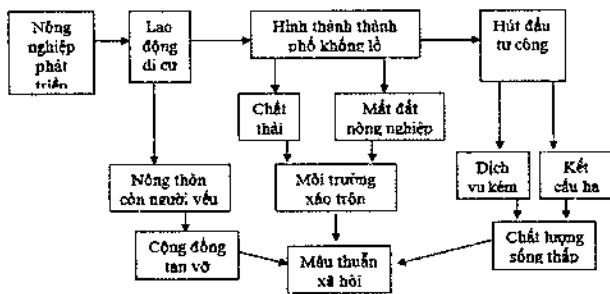 Nông
nghiệp
phát
triển
Lao
động
di cư
Hình thành thành
phố khổng lồ
Hút đầu
tư công
Chất
thải
Mất đất
nông nghiệp
Nông thôn
còn người yếu
Môi trường
xáo trộn
Dịch
vụ kém
Kết
cấu hạ
Cộng đồng
tan vỡ
Mâu thuẫn
xã hội
Chất lượng
sống thấp